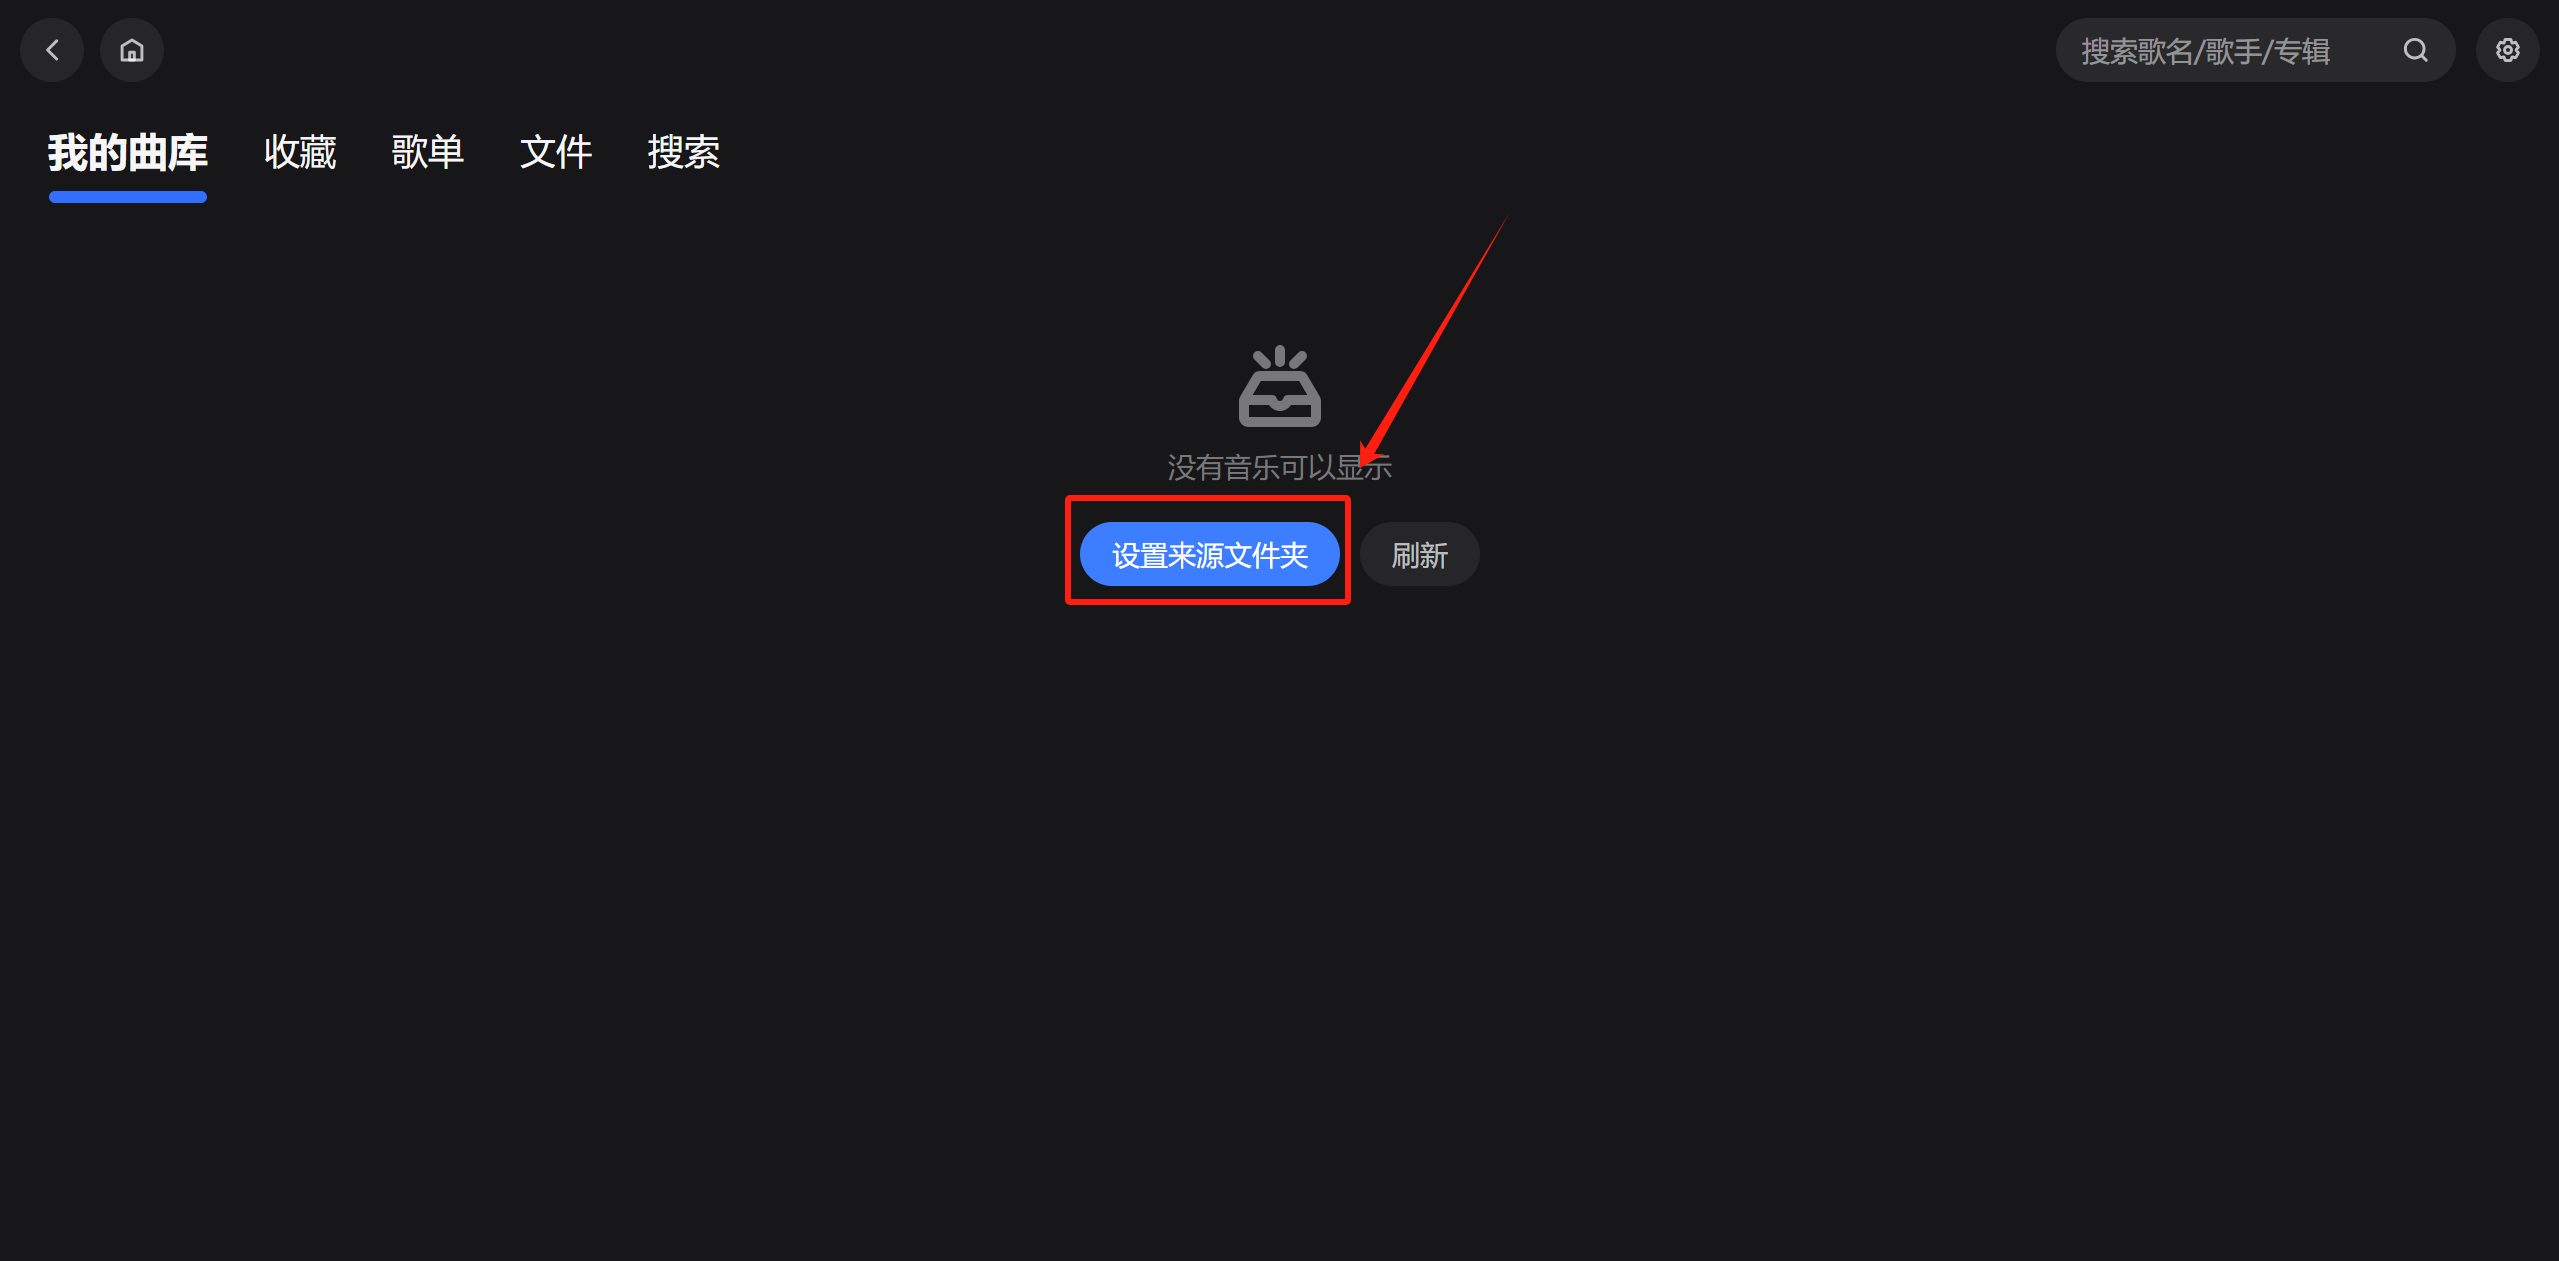 搜索歌名/歌手/专辑
我的曲库 收藏 歌单 文件 搜索
没有音乐可以显示
设置来源文件夹 刷新